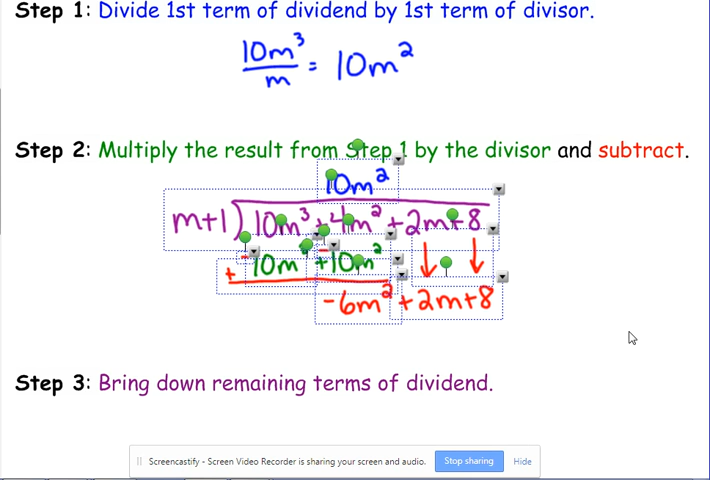 Step 1: Divide 1st term of dividend by 1st term of divisor.
10m³/m = 10m²
Step 2: Multiply the result from Step 1 by the divisor and subtract.
10m²
m+1)10m³+4m²+2m+8
+ -10m³ -+10m²
-6m²+2m+8
Step 3: Bring down remaining terms of dividend.
Screencastify - Screen Video Recorder is sharing your screen and audio. Stop sharing Hide